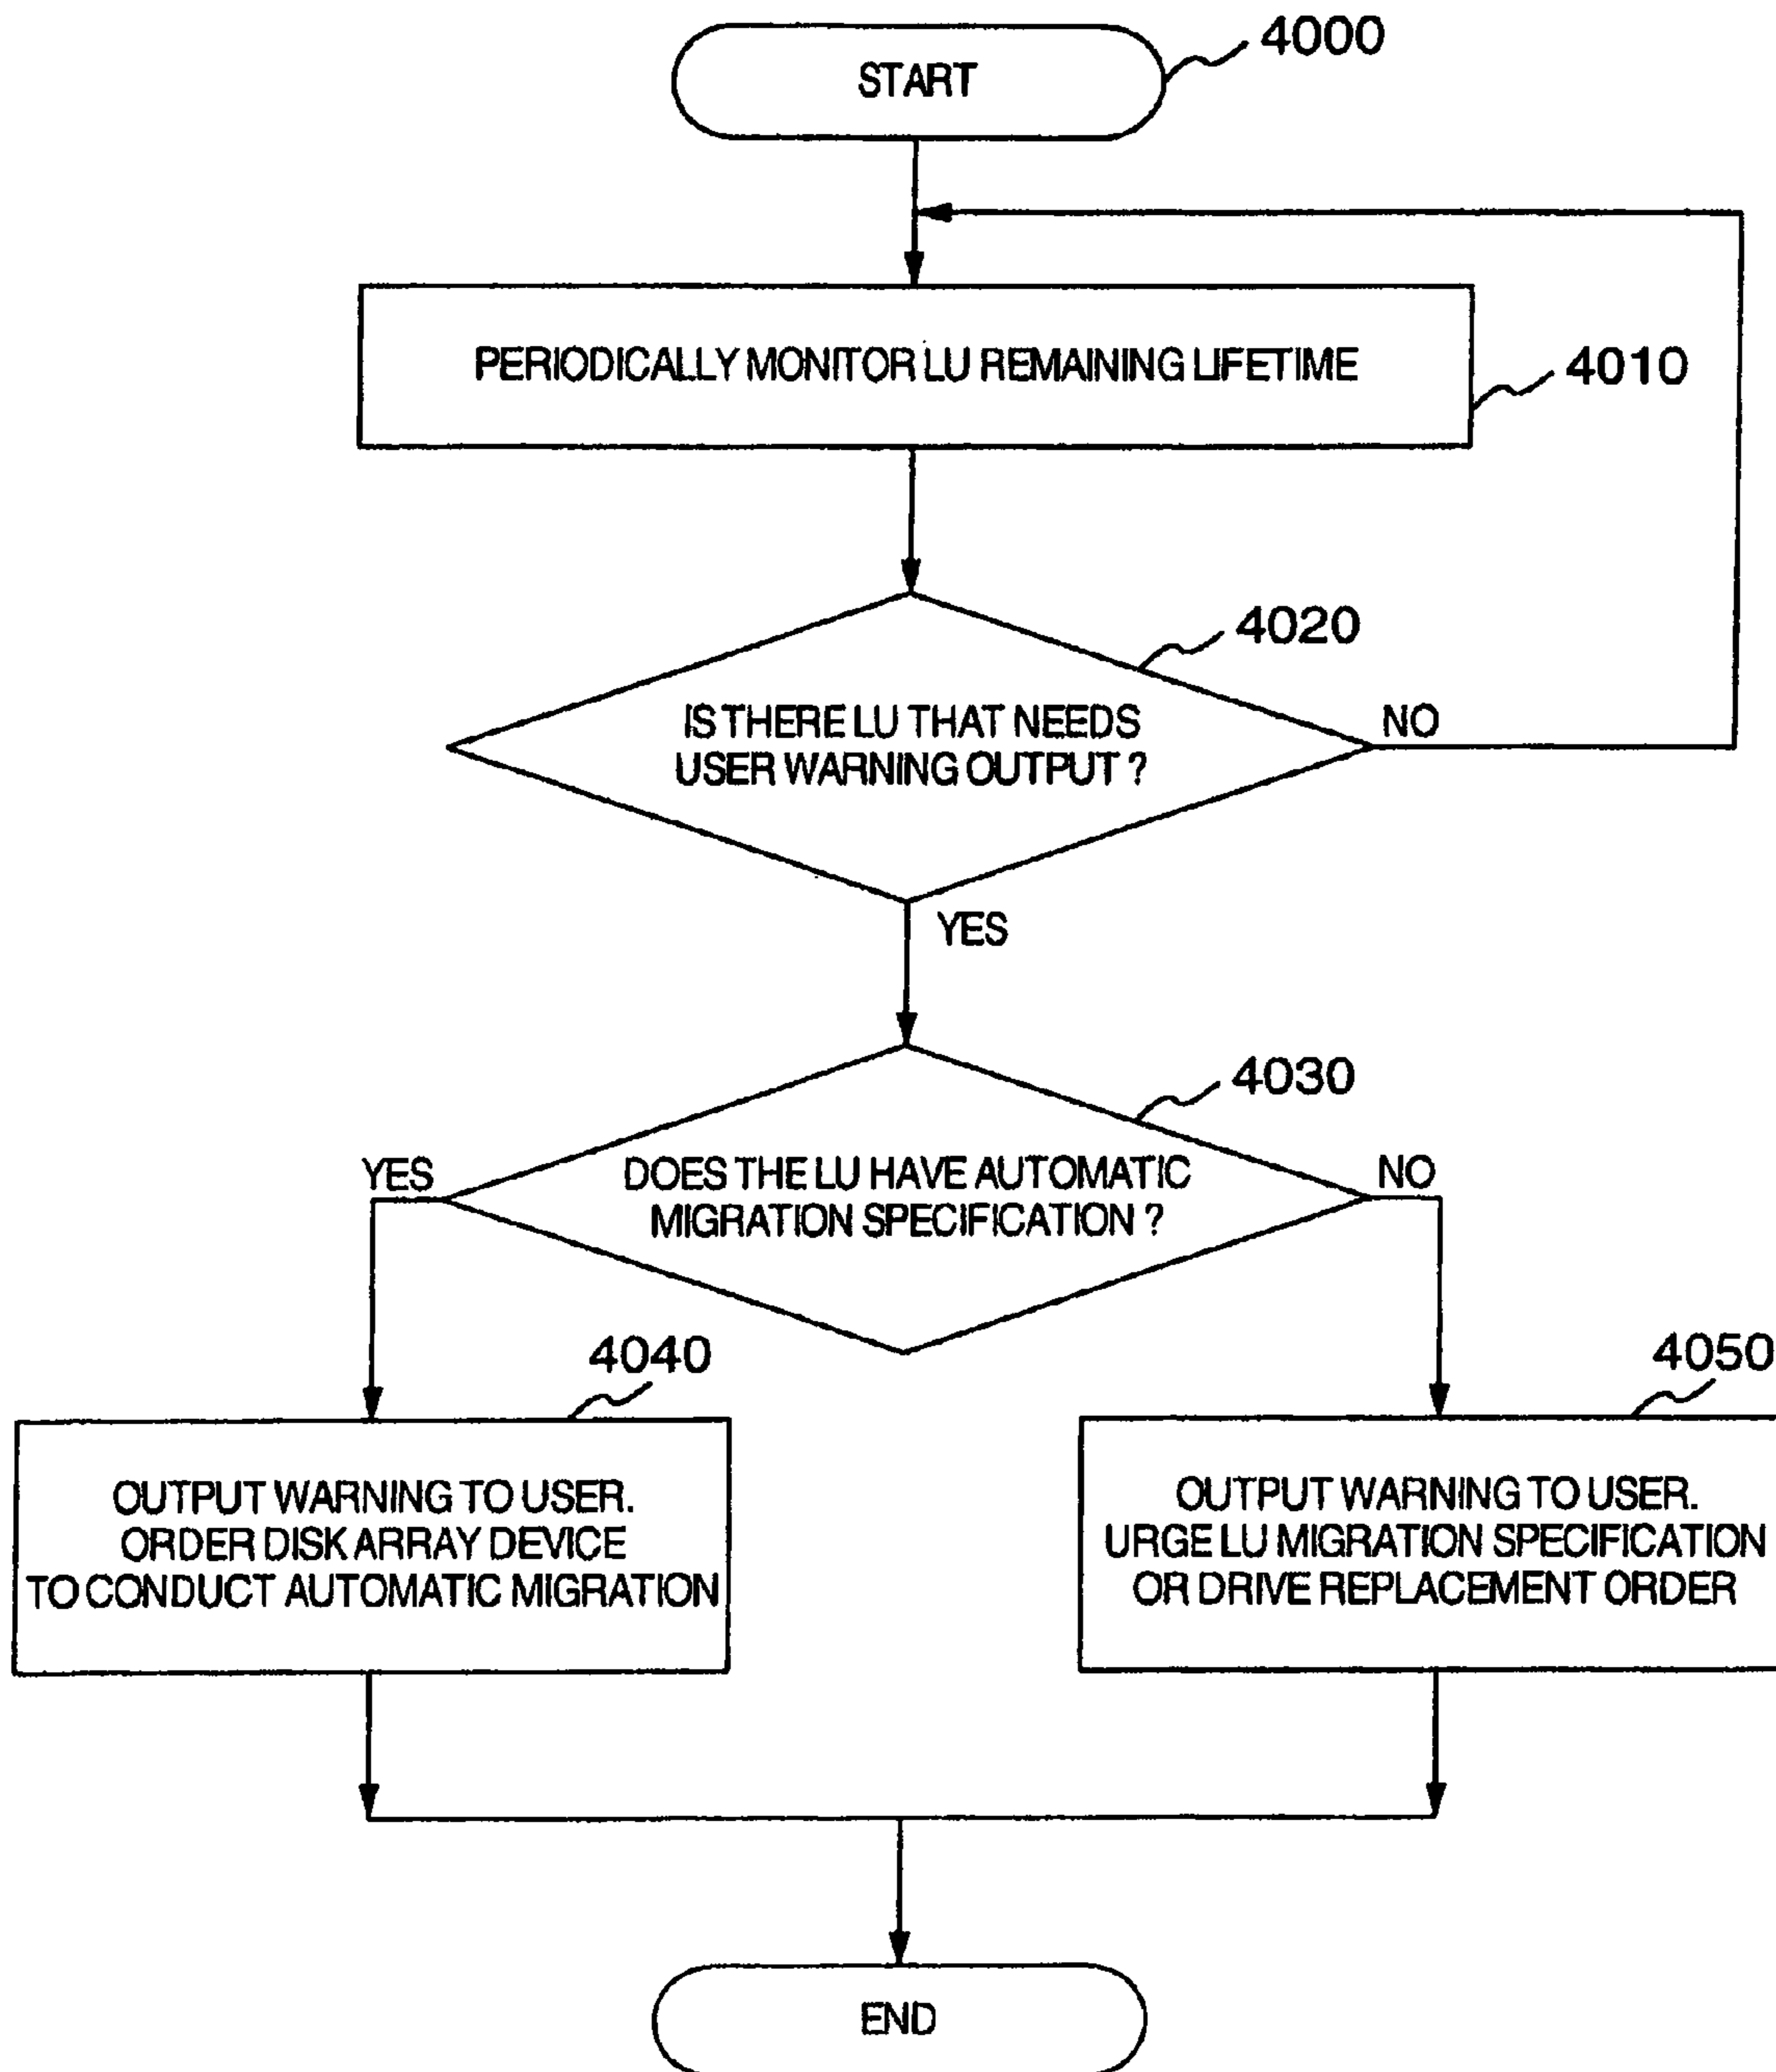 4000
START
PERIODICALLY MONITOR LU REMAINING LIFETIME
4010
4020
IS THERE LU THAT NEEDS
USER WARNING OUTPUT ?
NO
YES
4030
YES
DOES THE LU HAVE AUTOMATIC
MIGRATION SPECIFICATION ?
NO
4040
4050
OUTPUT WARNING TO USER.
ORDER DISK ARRAY DEVICE
TO CONDUCT AUTOMATIC MIGRATION
OUTPUT WARNING TO USER.
URGE LU MIGRATION SPECIFICATION
OR DRIVE REPLACEMENT ORDER
END